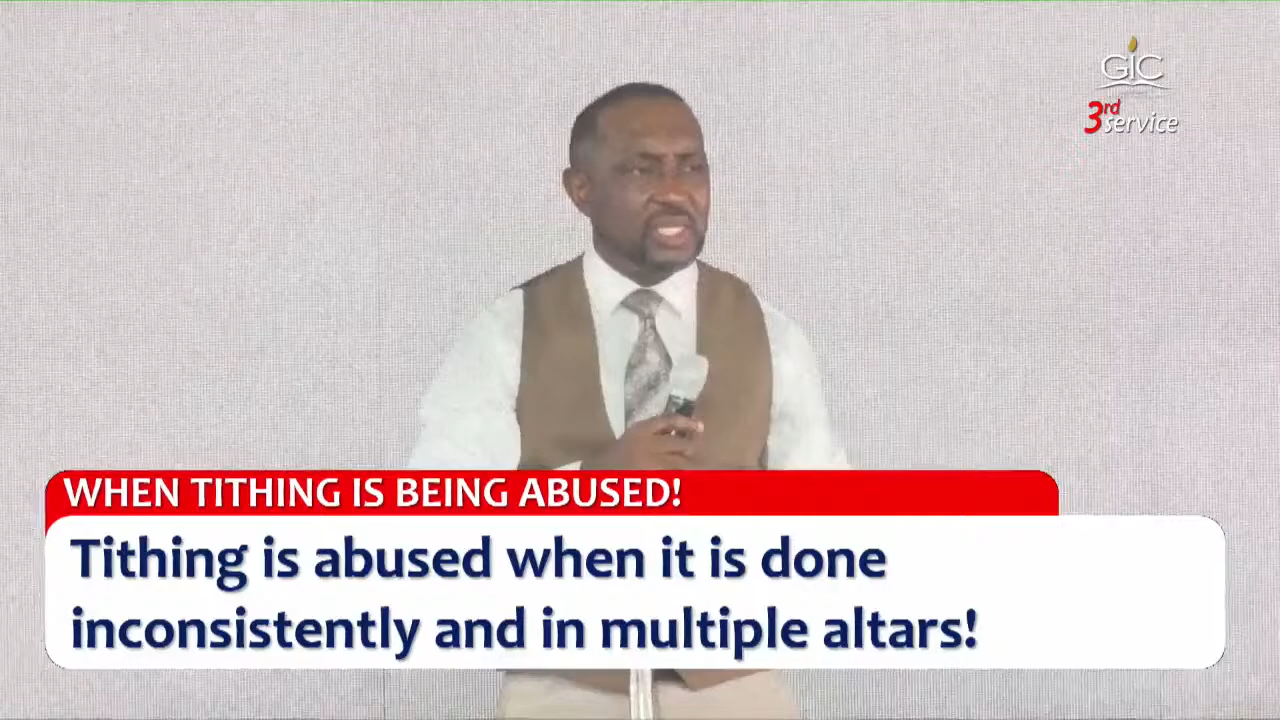 GIC
3rd service
WHEN TITHING IS BEING ABUSED!
Tithing is abused when it is done
inconsistently and in multiple altars!